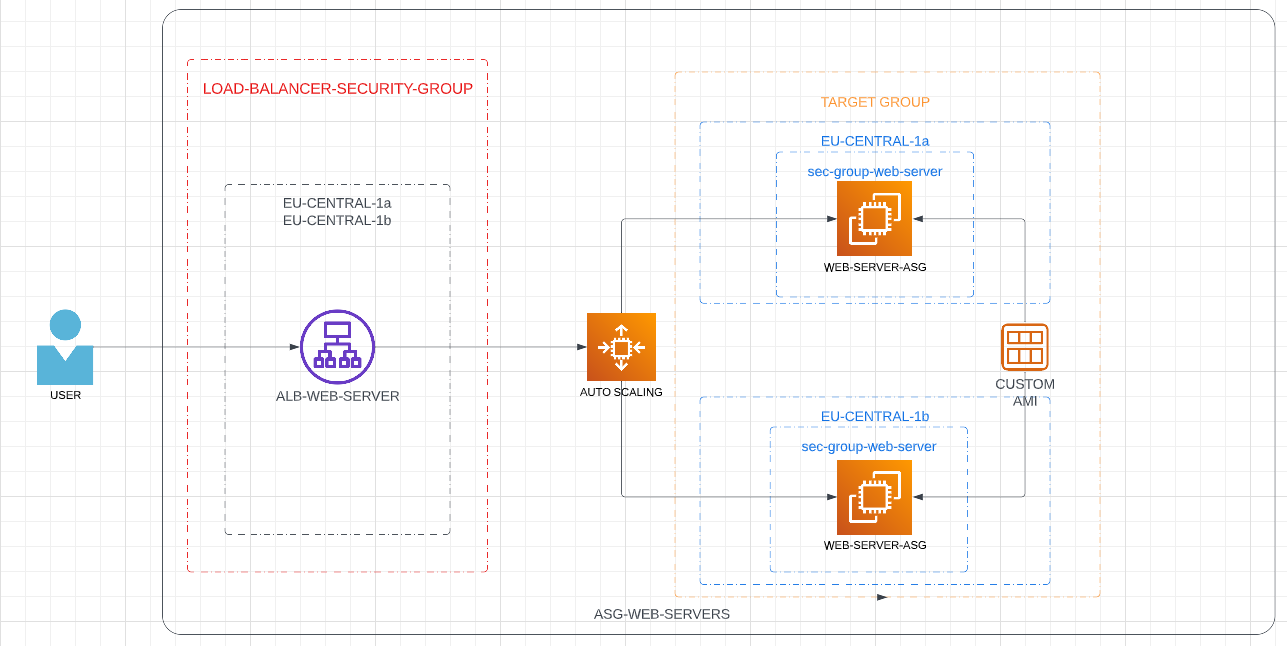 LOAD-BALANCER-SECURITY-GROUP
EU-CENTRAL-1a
EU-CENTRAL-1b
USER
ALB-WEB-SERVER
AUTO SCALING
TARGET GROUP
EU-CENTRAL-1a
sec-group-web-server
WEB-SERVER-ASG
CUSTOM
AMI
EU-CENTRAL-1b
sec-group-web-server
WEB-SERVER-ASG
ASG-WEB-SERVERS